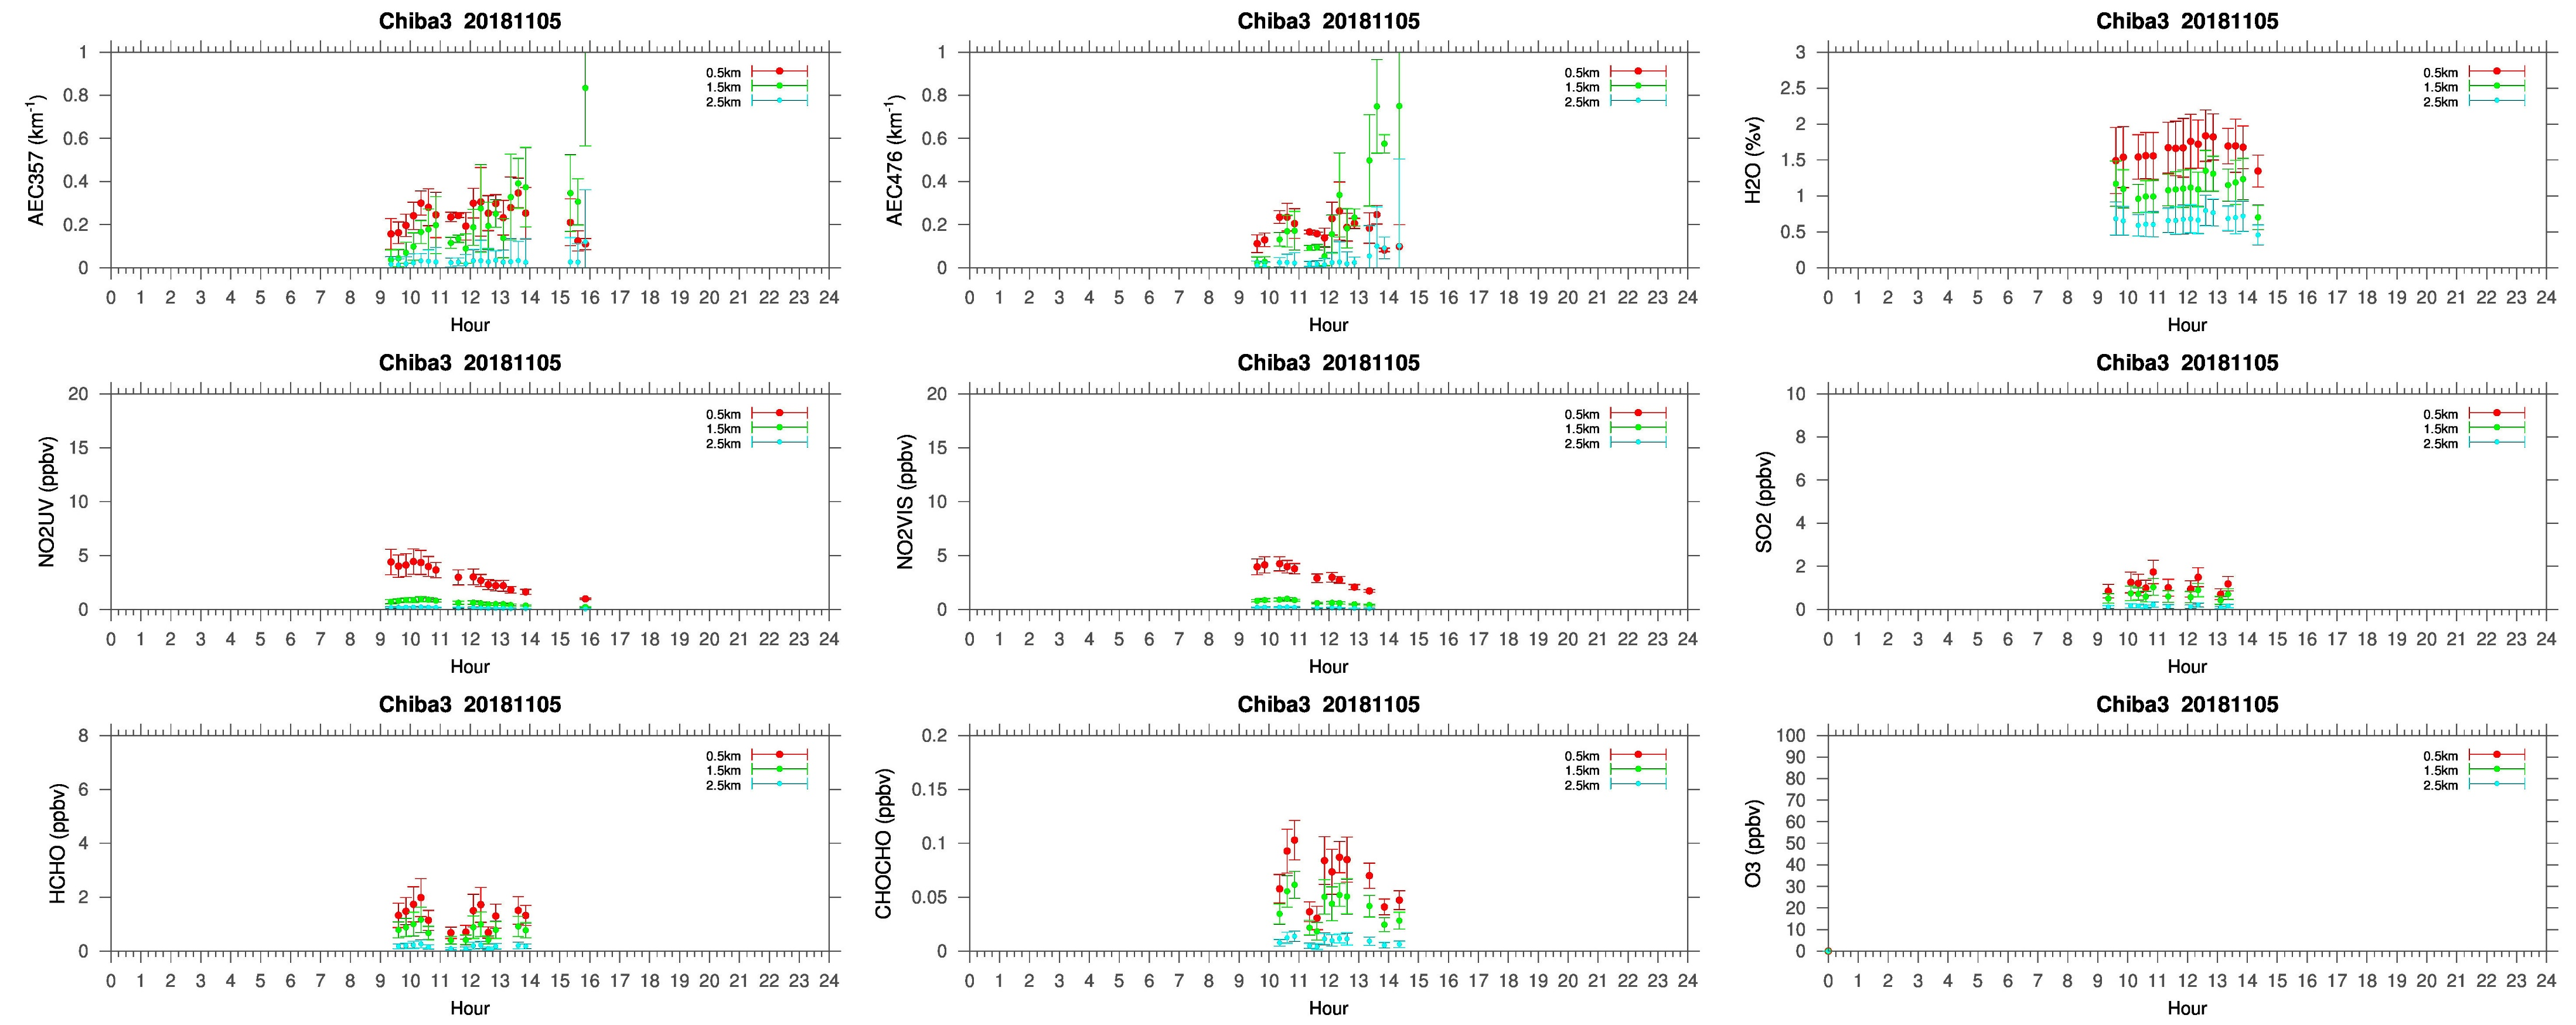 Chiba3 20181105
AEC357 (km-1)
1
0.8
0.6
0.4
0.2
0
0.5km
1.5km
2.5km
0 1 2 3 4 5 6 7 8 9 10 11 12 13 14 15 16 17 18 19 20 21 22 23 24
Hour
Chiba3 20181105
AEC476 (km-1)
1
0.8
0.6
0.4
0.2
0
0.5km
1.5km
2.5km
0 1 2 3 4 5 6 7 8 9 10 11 12 13 14 15 16 17 18 19 20 21 22 23 24
Hour
Chiba3 20181105
H2O (%v)
3
2.5
2
1.5
1
0.5
0
0.5km
1.5km
2.5km
0 1 2 3 4 5 6 7 8 9 10 11 12 13 14 15 16 17 18 19 20 21 22 23 24
Hour
Chiba3 20181105
NO2UV (ppbv)
20
15
10
5
0
0.5km
1.5km
2.5km
0 1 2 3 4 5 6 7 8 9 10 11 12 13 14 15 16 17 18 19 20 21 22 23 24
Hour
Chiba3 20181105
NO2VIS (ppbv)
20
15
10
5
0
0.5km
1.5km
2.5km
0 1 2 3 4 5 6 7 8 9 10 11 12 13 14 15 16 17 18 19 20 21 22 23 24
Hour
Chiba3 20181105
SO2 (ppbv)
10
8
6
4
2
0
0.5km
1.5km
2.5km
0 1 2 3 4 5 6 7 8 9 10 11 12 13 14 15 16 17 18 19 20 21 22 23 24
Hour
Chiba3 20181105
HCHO (ppbv)
8
6
4
2
0
0.5km
1.5km
2.5km
0 1 2 3 4 5 6 7 8 9 10 11 12 13 14 15 16 17 18 19 20 21 22 23 24
Hour
Chiba3 20181105
CHOCHO (ppbv)
0.2
0.15
0.1
0.05
0
0.5km
1.5km
2.5km
0 1 2 3 4 5 6 7 8 9 10 11 12 13 14 15 16 17 18 19 20 21 22 23 24
Hour
Chiba3 20181105
O3 (ppbv)
100
90
80
70
60
50
40
30
20
10
0
0.5km
1.5km
2.5km
0 1 2 3 4 5 6 7 8 9 10 11 12 13 14 15 16 17 18 19 20 21 22 23 24
Hour